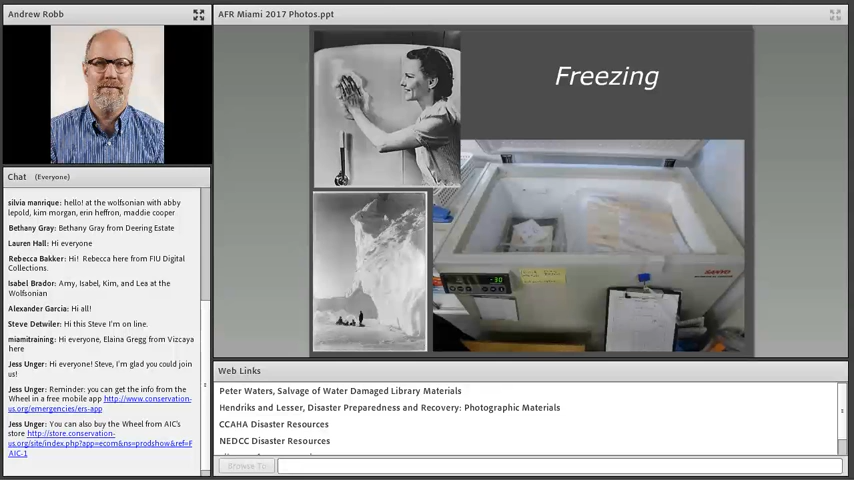 Andrew Robb
AFR Miami 2017 Photos.ppt
Freezing
-30
SANYO
Chat (Everyone)
silvia manrique: hello! at the wolfsonian with abby
lepold, kim morgan, erin heffron, maddie cooper
Bethany Gray: Bethany Gray from Deering Estate
Lauren Hall: Hi everyone
Rebecca Bakker: Hi! Rebecca here from FIU Digital
Collections.
Isabel Brador: Amy, Isabel, Kim, and Lea at the
Wolfsonian
Alexander Garcia: Hi all!
Steve Detwiler: Hi this Steve I'm on line.
miamitraining: Hi everyone, Elaina Gregg from Vizcaya
here
Jess Unger: Hi everyone! Steve, I'm glad you could join
us!
Jess Unger: Reminder: you can get the info from the
Wheel in a free mobile app http://www.conservation-
us.org/emergencies/ers-app
Jess Unger: You can also buy the Wheel from AIC's
store http://store.conservation-
us.org/site/index.php?app=ecom&ns=prodshow&ref=F
AIC-1
Web Links
Peter Waters, Salvage of Water Damaged Library Materials
Hendriks and Lesser, Disaster Preparedness and Recovery: Photographic Materials
CCAHA Disaster Resources
NEDCC Disaster Resources
Browse To